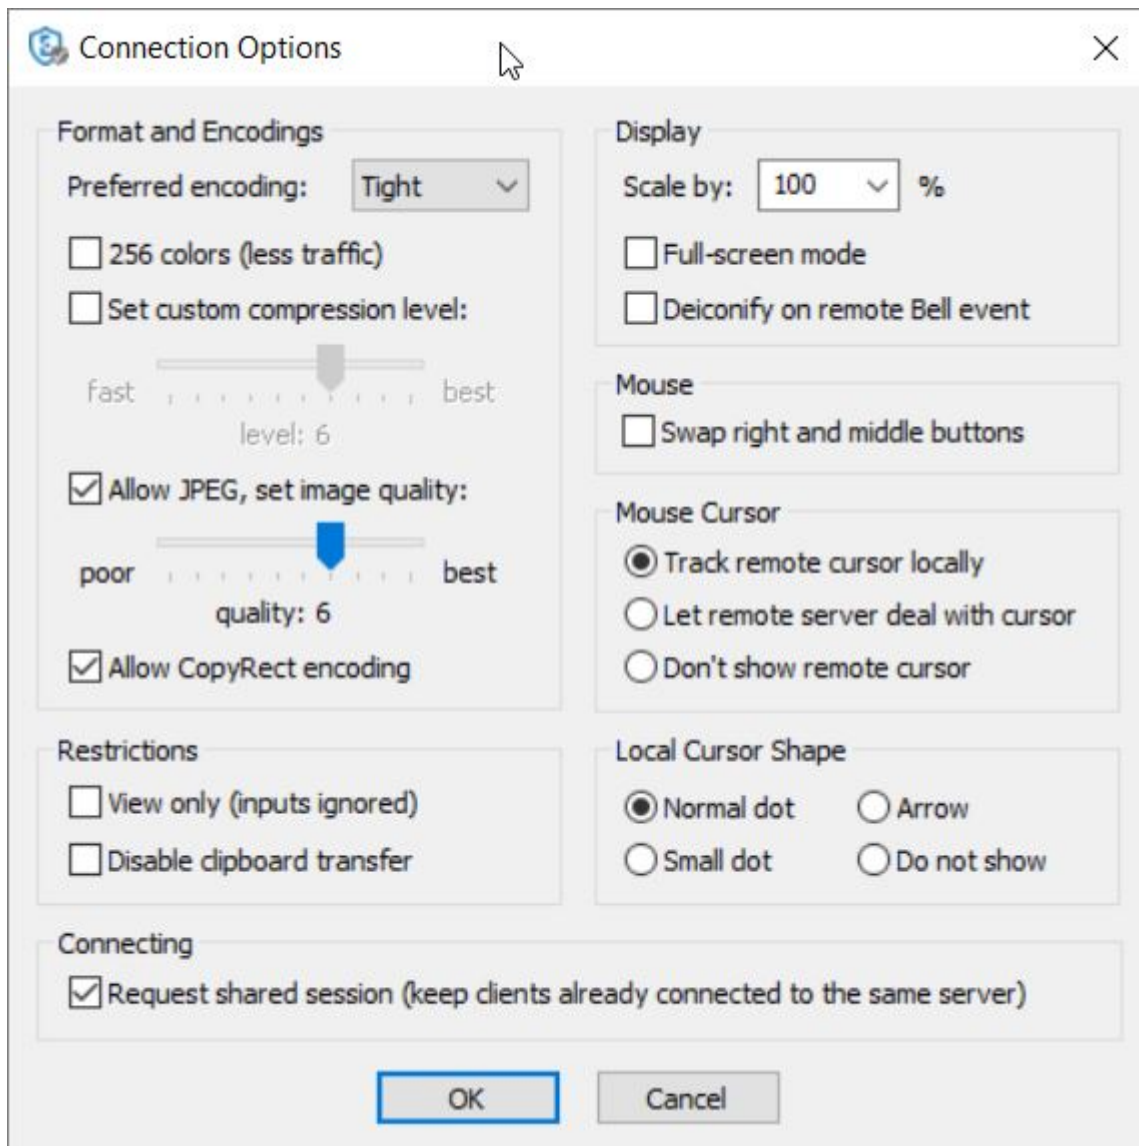 Connection Options
Format and Encodings
Preferred encoding: Tight
256 colors (less traffic)
Set custom compression level:
fast best
level: 6
Allow JPEG, set image quality:
poor best
quality: 6
Allow CopyRect encoding
Restrictions
View only (inputs ignored)
Disable clipboard transfer
Display
Scale by: 100 %
Full-screen mode
Deiconify on remote Bell event
Mouse
Swap right and middle buttons
Mouse Cursor
Track remote cursor locally
Let remote server deal with cursor
Don't show remote cursor
Local Cursor Shape
Normal dot Arrow
Small dot Do not show
Connecting
Request shared session (keep clients already connected to the same server)
OK Cancel